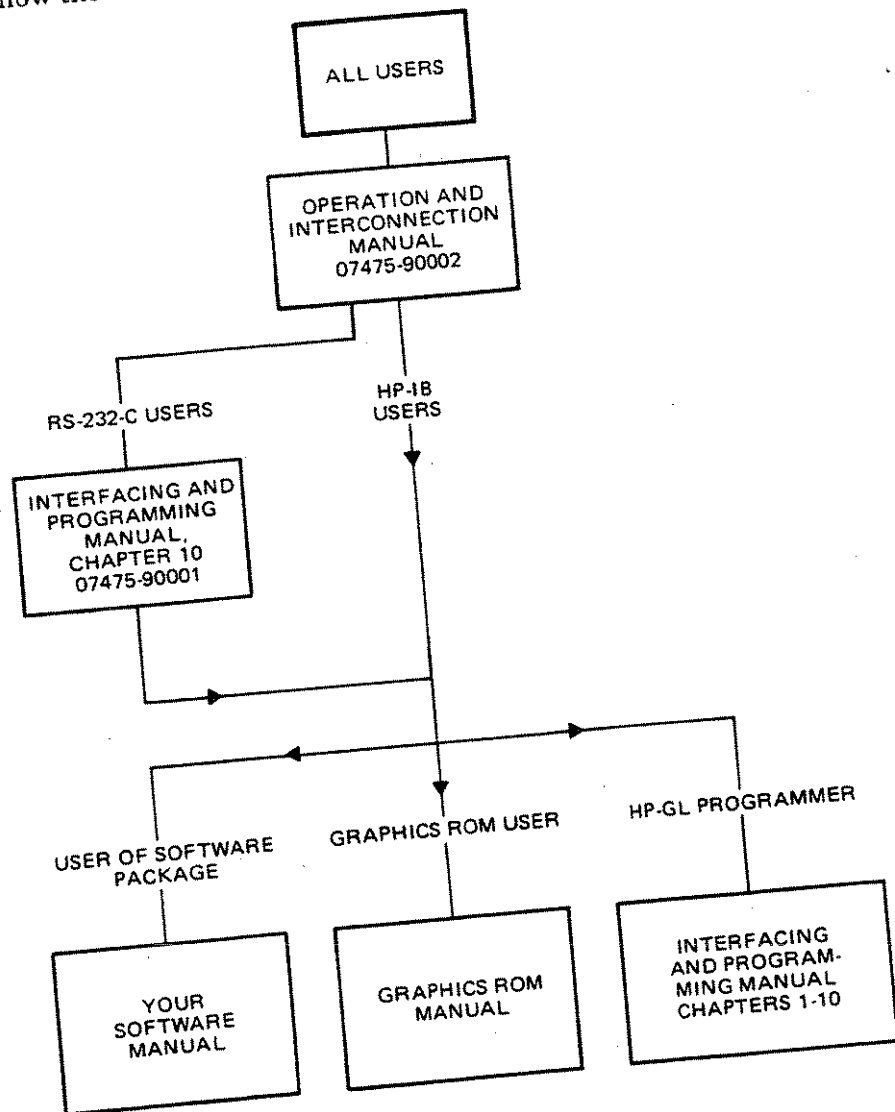 ALL USERS
OPERATION AND
INTERCONNECTION
MANUAL
07475-90002
RS-232-C USERS
HP-IB
USERS
INTERFACING AND
PROGRAMMING
MANUAL,
CHAPTER 10
07475-90001
USER OF SOFTWARE
PACKAGE
GRAPHICS ROM USER
HP-GL PROGRAMMER
YOUR
SOFTWARE
MANUAL
GRAPHICS ROM
MANUAL
INTERFACING
AND PROGRAM-
MING MANUAL
CHAPTERS 1-10